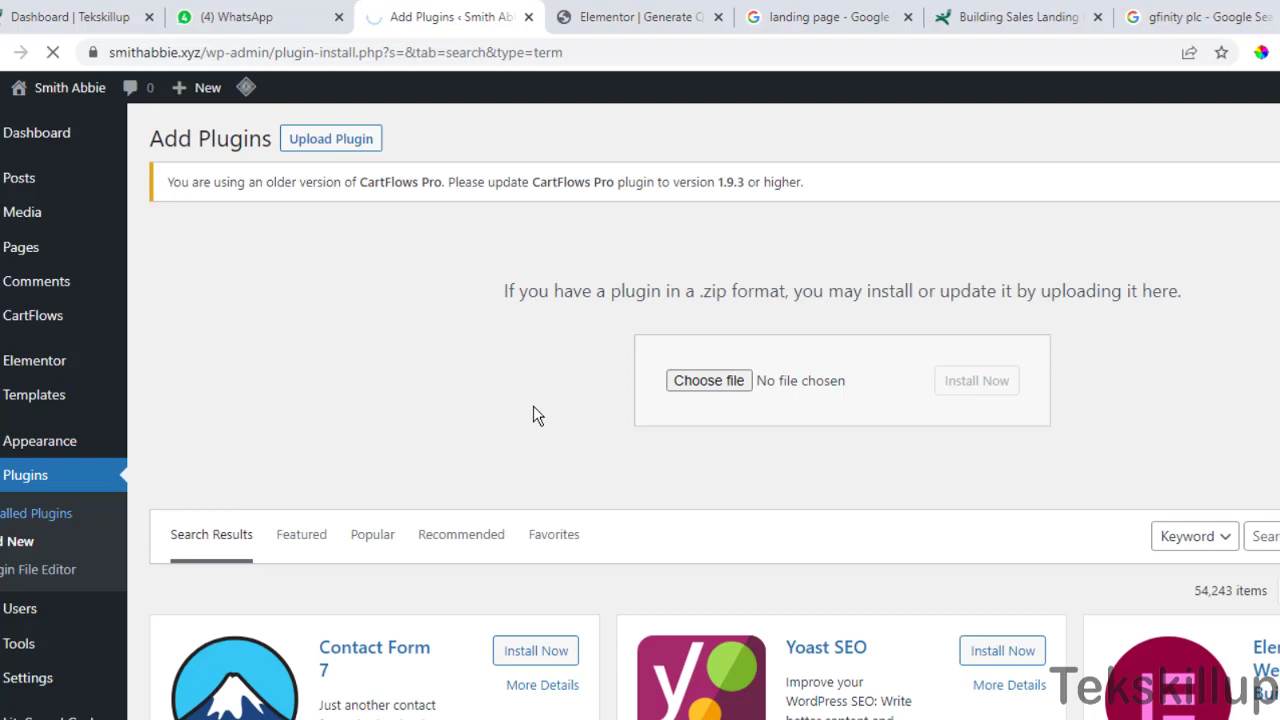 Dashboard | Tekskillup
(4) WhatsApp
Add Plugins ‹ Smith Ab
Elementor | Generate Q
landing page - Google
Building Sales Landing
gfinity plc - Google Sea
smithabbie.xyz/wp-admin/plugin-install.php?s=&tab=search&type=term
Smith Abbie
0
New
Dashboard
Posts
Media
Pages
Comments
CartFlows
Elementor
Templates
Appearance
Plugins
alled Plugins
d New
gin File Editor
Users
Tools
Settings
Add Plugins
Upload Plugin
You are using an older version of CartFlows Pro. Please update CartFlows Pro plugin to version 1.9.3 or higher.
If you have a plugin in a .zip format, you may install or update it by uploading it here.
Choose file No file chosen
Install Now
Search Results
Featured
Popular
Recommended
Favorites
Keyword
Sear
54,243 items
Contact Form
7
Install Now
More Details
Just another contact
Yoast SEO
Install Now
More Details
Improve your
WordPress SEO: Write
Ele
We
Tekskillup